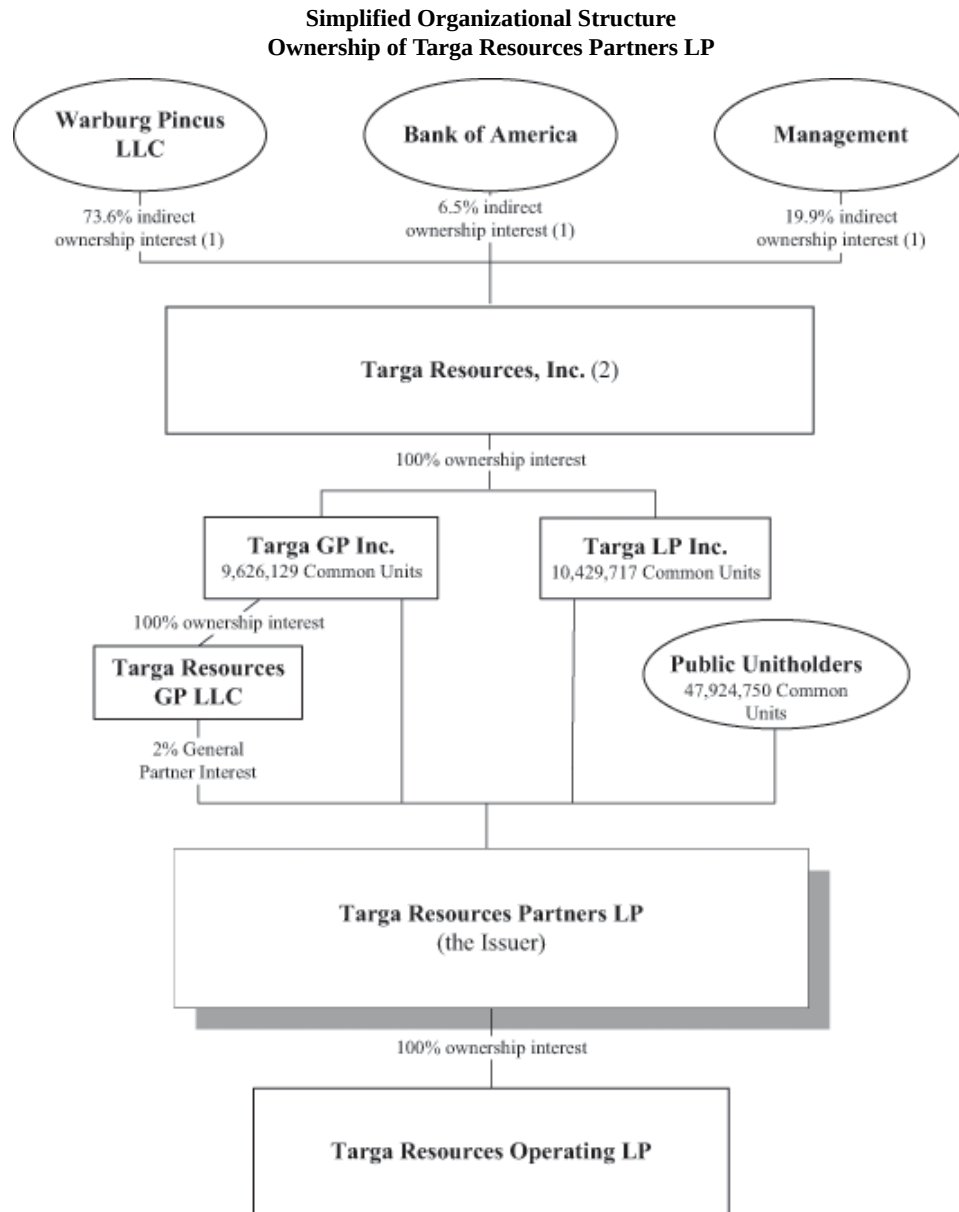 Simplified Organizational Structure
Ownership of Targa Resources Partners LP
Warburg Pincus
LLC
Bank of America
Management
73.6% indirect
ownership interest (1)
6.5% indirect
ownership interest (1)
19.9% indirect
ownership interest (1)
Targa Resources, Inc. (2)
100% ownership interest
Targa GP Inc.
9,626,129 Common Units
Targa LP Inc.
10,429,717 Common Units
100% ownership interest
Targa Resources
GP LLC
Public Unitholders
47,924,750 Common
Units
2% General
Partner Interest
Targa Resources Partners LP
(the Issuer)
100% ownership interest
Targa Resources Operating LP